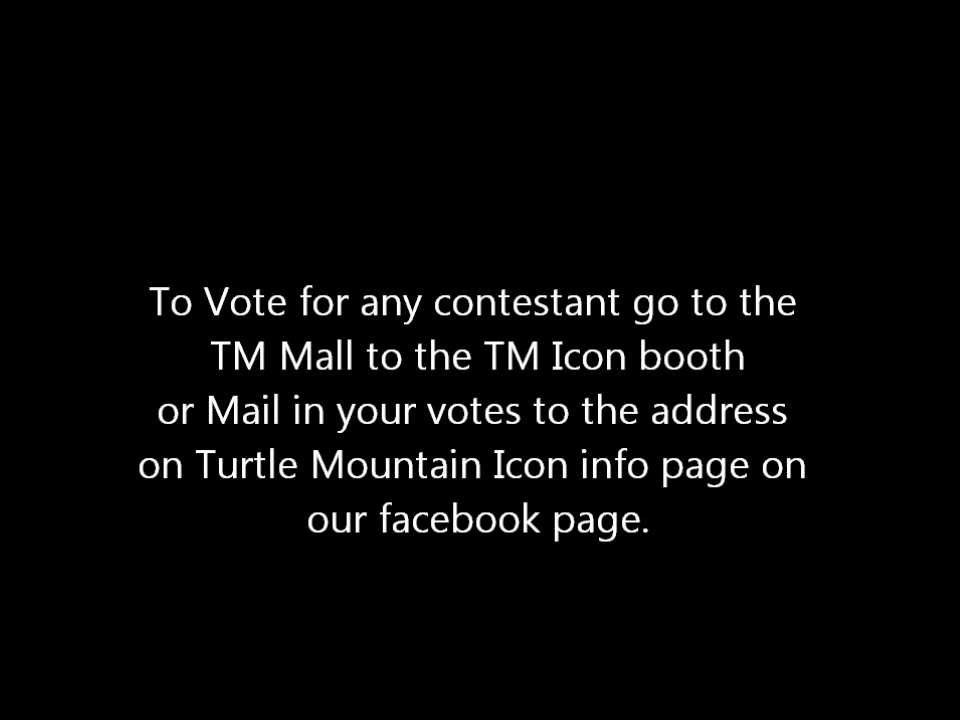 To Vote for any contestant go to the
TM Mall to the TM Icon booth
or Mail in your votes to the address
on Turtle Mountain Icon info page on
our facebook page.